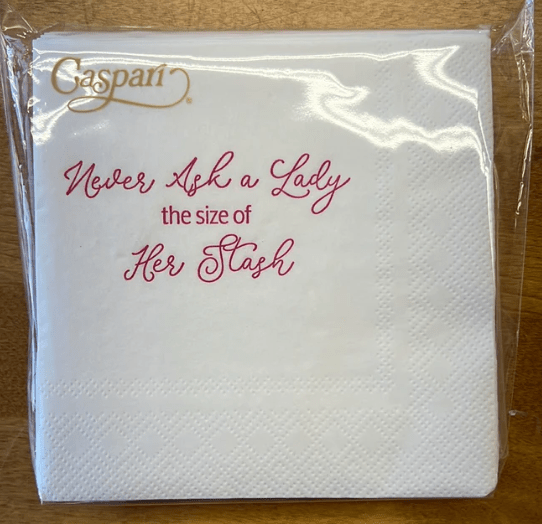 Caspari®
Never Ask a Lady
the size of
Her Stash